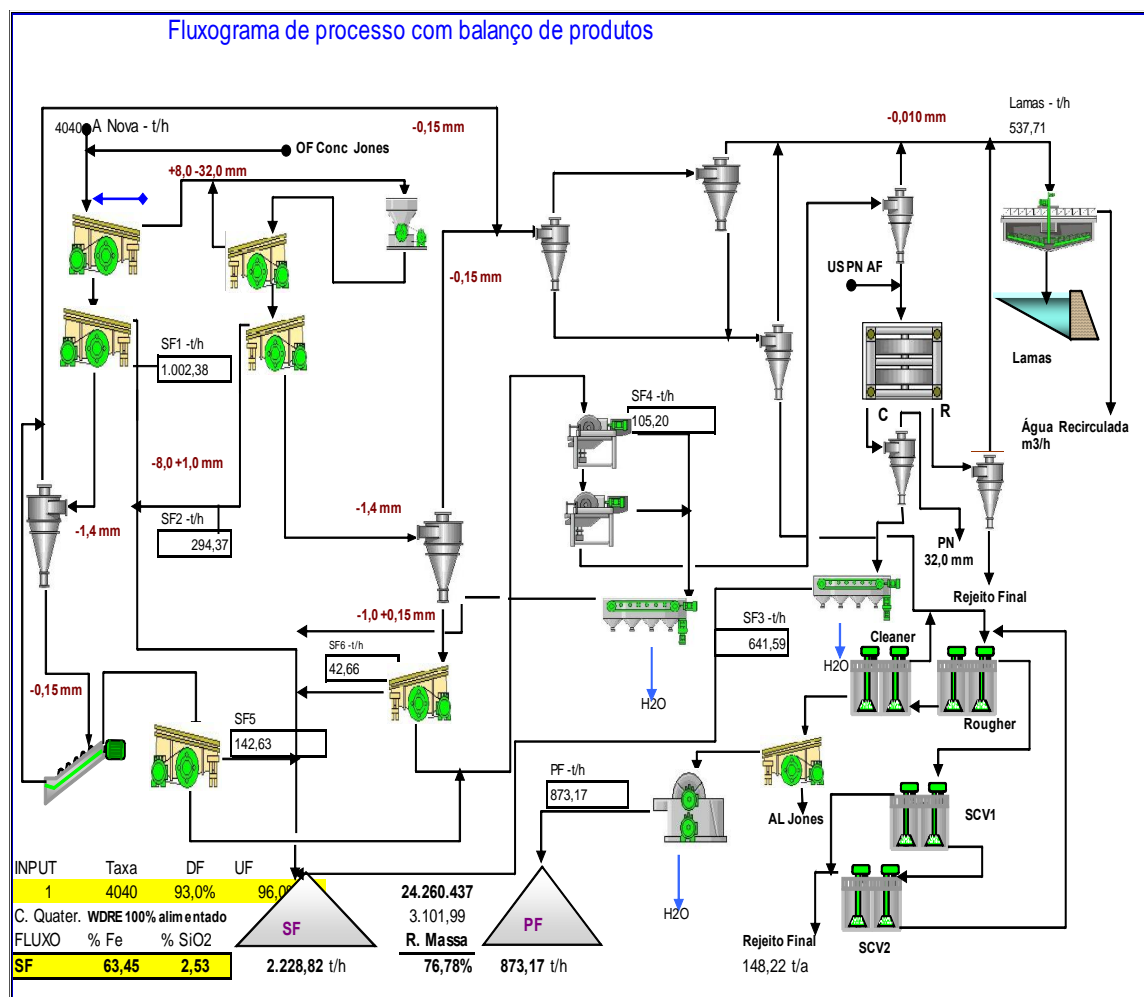 Fluxograma de processo com balanço de produtos
4040 A Nova - t/h
OF Conc Jones
+8,0 -32,0 mm
-0,15 mm
-0,010 mm
Lamas - t/h
537,71
-0,15 mm
US PN AF
Lamas
SF1 -t/h
1.002,38
SF4 -t/h
105,20
C
R
Água Recirculada
m3/h
-8,0 +1,0 mm
-1,4 mm
SF2 -t/h
294,37
-1,4 mm
PN
32,0 mm
Rejeito Final
-1,0 +0,15 mm
SF3 -t/h
641,59
SF6 -t/h
42,66
Cleaner
H2O
-0,15 mm
H2O
Rougher
SF5
142,63
PF -t/h
873,17
AL Jones
SCV1
INPUT Taxa DF UF
1 4040 93,0% 96,0
24.260.437
C. Quater. WDRE 100% alimentado
3.101,99
H2O
FLUXO % Fe % SiO2
SF
R. Massa
PF
Rejeito Final
SCV2
SF 63,45 2,53
2.228,82 t/h
76,78%
873,17 t/h
148,22 t/a